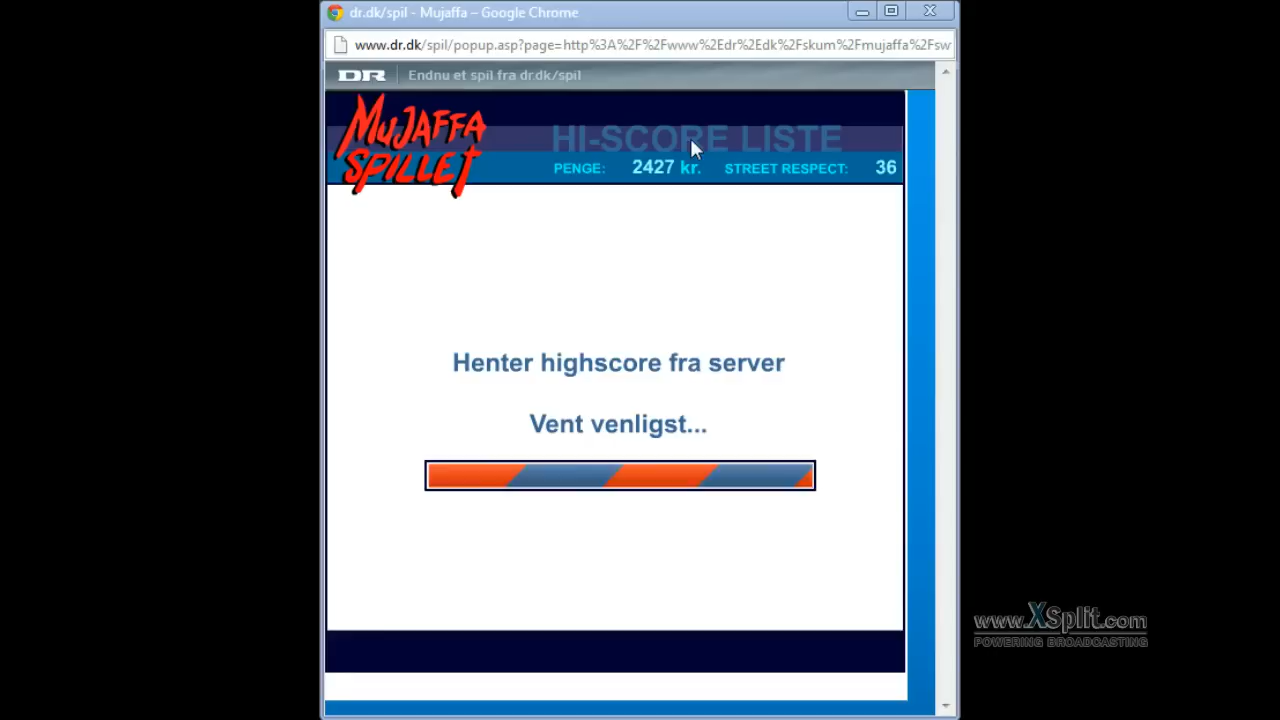 dr.dk/spil - Mujaffa – Google Chrome
www.dr.dk/spil/popup.asp?page=http%3A%2F%2Fwww%2Edr%2Edk%2Fskum%2Fmujaffa%2Fsw
DR Endnu et spil fra dr.dk/spil
MUJAFFA
SPILLET
HI-SCORE LISTE
PENGE: 2427 kr. STREET RESPECT: 36
Henter highscore fra server
Vent venligst...
www.XSplit.com
POWERING BROADCASTING